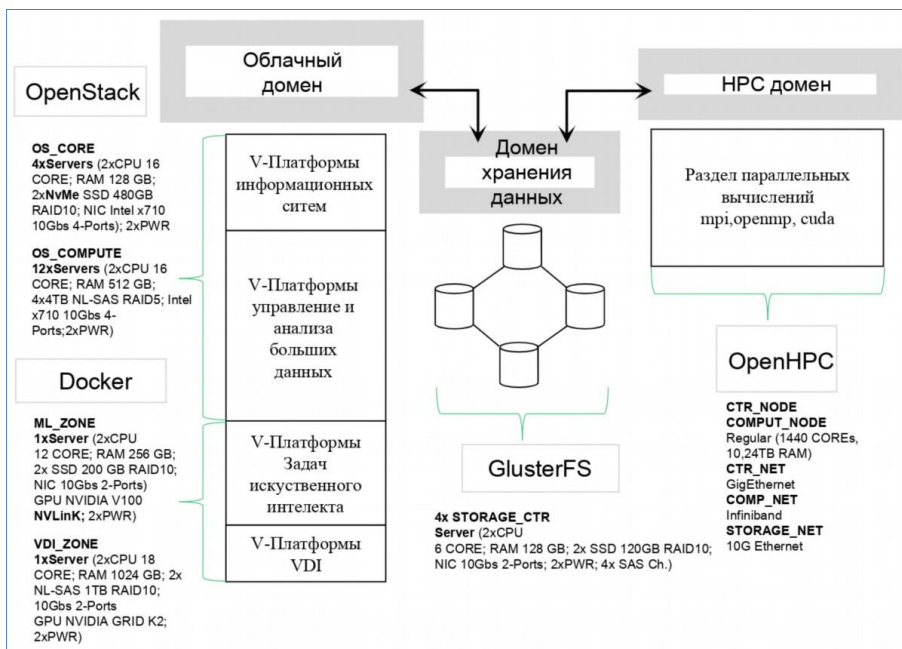 Облачный
домен
HPC домен
OpenStack
Домен
хранения
данных
OS_CORE
4xServers (2xCPU 16
CORE; RAM 128 GB;
2xNvMe SSD 480GB
RAID10; NIC Intel x710
10Gbs 4-Ports); 2xPWR
OS_COMPUTE
12xServers (2xCPU 16
CORE; RAM 512 GB;
4x4TB NL-SAS RAID5; Intel
x710 10Gbs 4-
Ports;2xPWR)
Docker
ML_ZONE
1xServer (2xCPU
12 CORE; RAM 256 GB;
2x SSD 200 GB RAID10;
NIC 10Gbs 2-Ports)
GPU NVIDIA V100
NVLinK; 2xPWR)
VDI_ZONE
1xServer (2xCPU 18
CORE; RAM 1024 GB; 2x
NL-SAS 1TB RAID10;
10Gbs 2-Ports
GPU NVIDIA GRID K2;
2xPWR)
V-Платформы
информационных
ситем
V-Платформы
управление и
анализа
больших
данных
V-Платформы
Задач
искуственного
интелекта
V-Платформы
VDI
GlusterFS
4x STORAGE_CTR
Server (2xCPU
6 CORE; RAM 128 GB; 2x SSD 120GB RAID10;
NIC 10Gbs 2-Ports; 2xPWR; 4x SAS Ch.)
Раздел параллельных
вычислений
mpi,openmp, cuda
OpenHPC
CTR_NODE
COMPUT_NODE
Regular (1440 COREs,
10,24TB RAM)
CTR_NET
GigEthernet
COMP_NET
Infiniband
STORAGE_NET
10G Ethernet